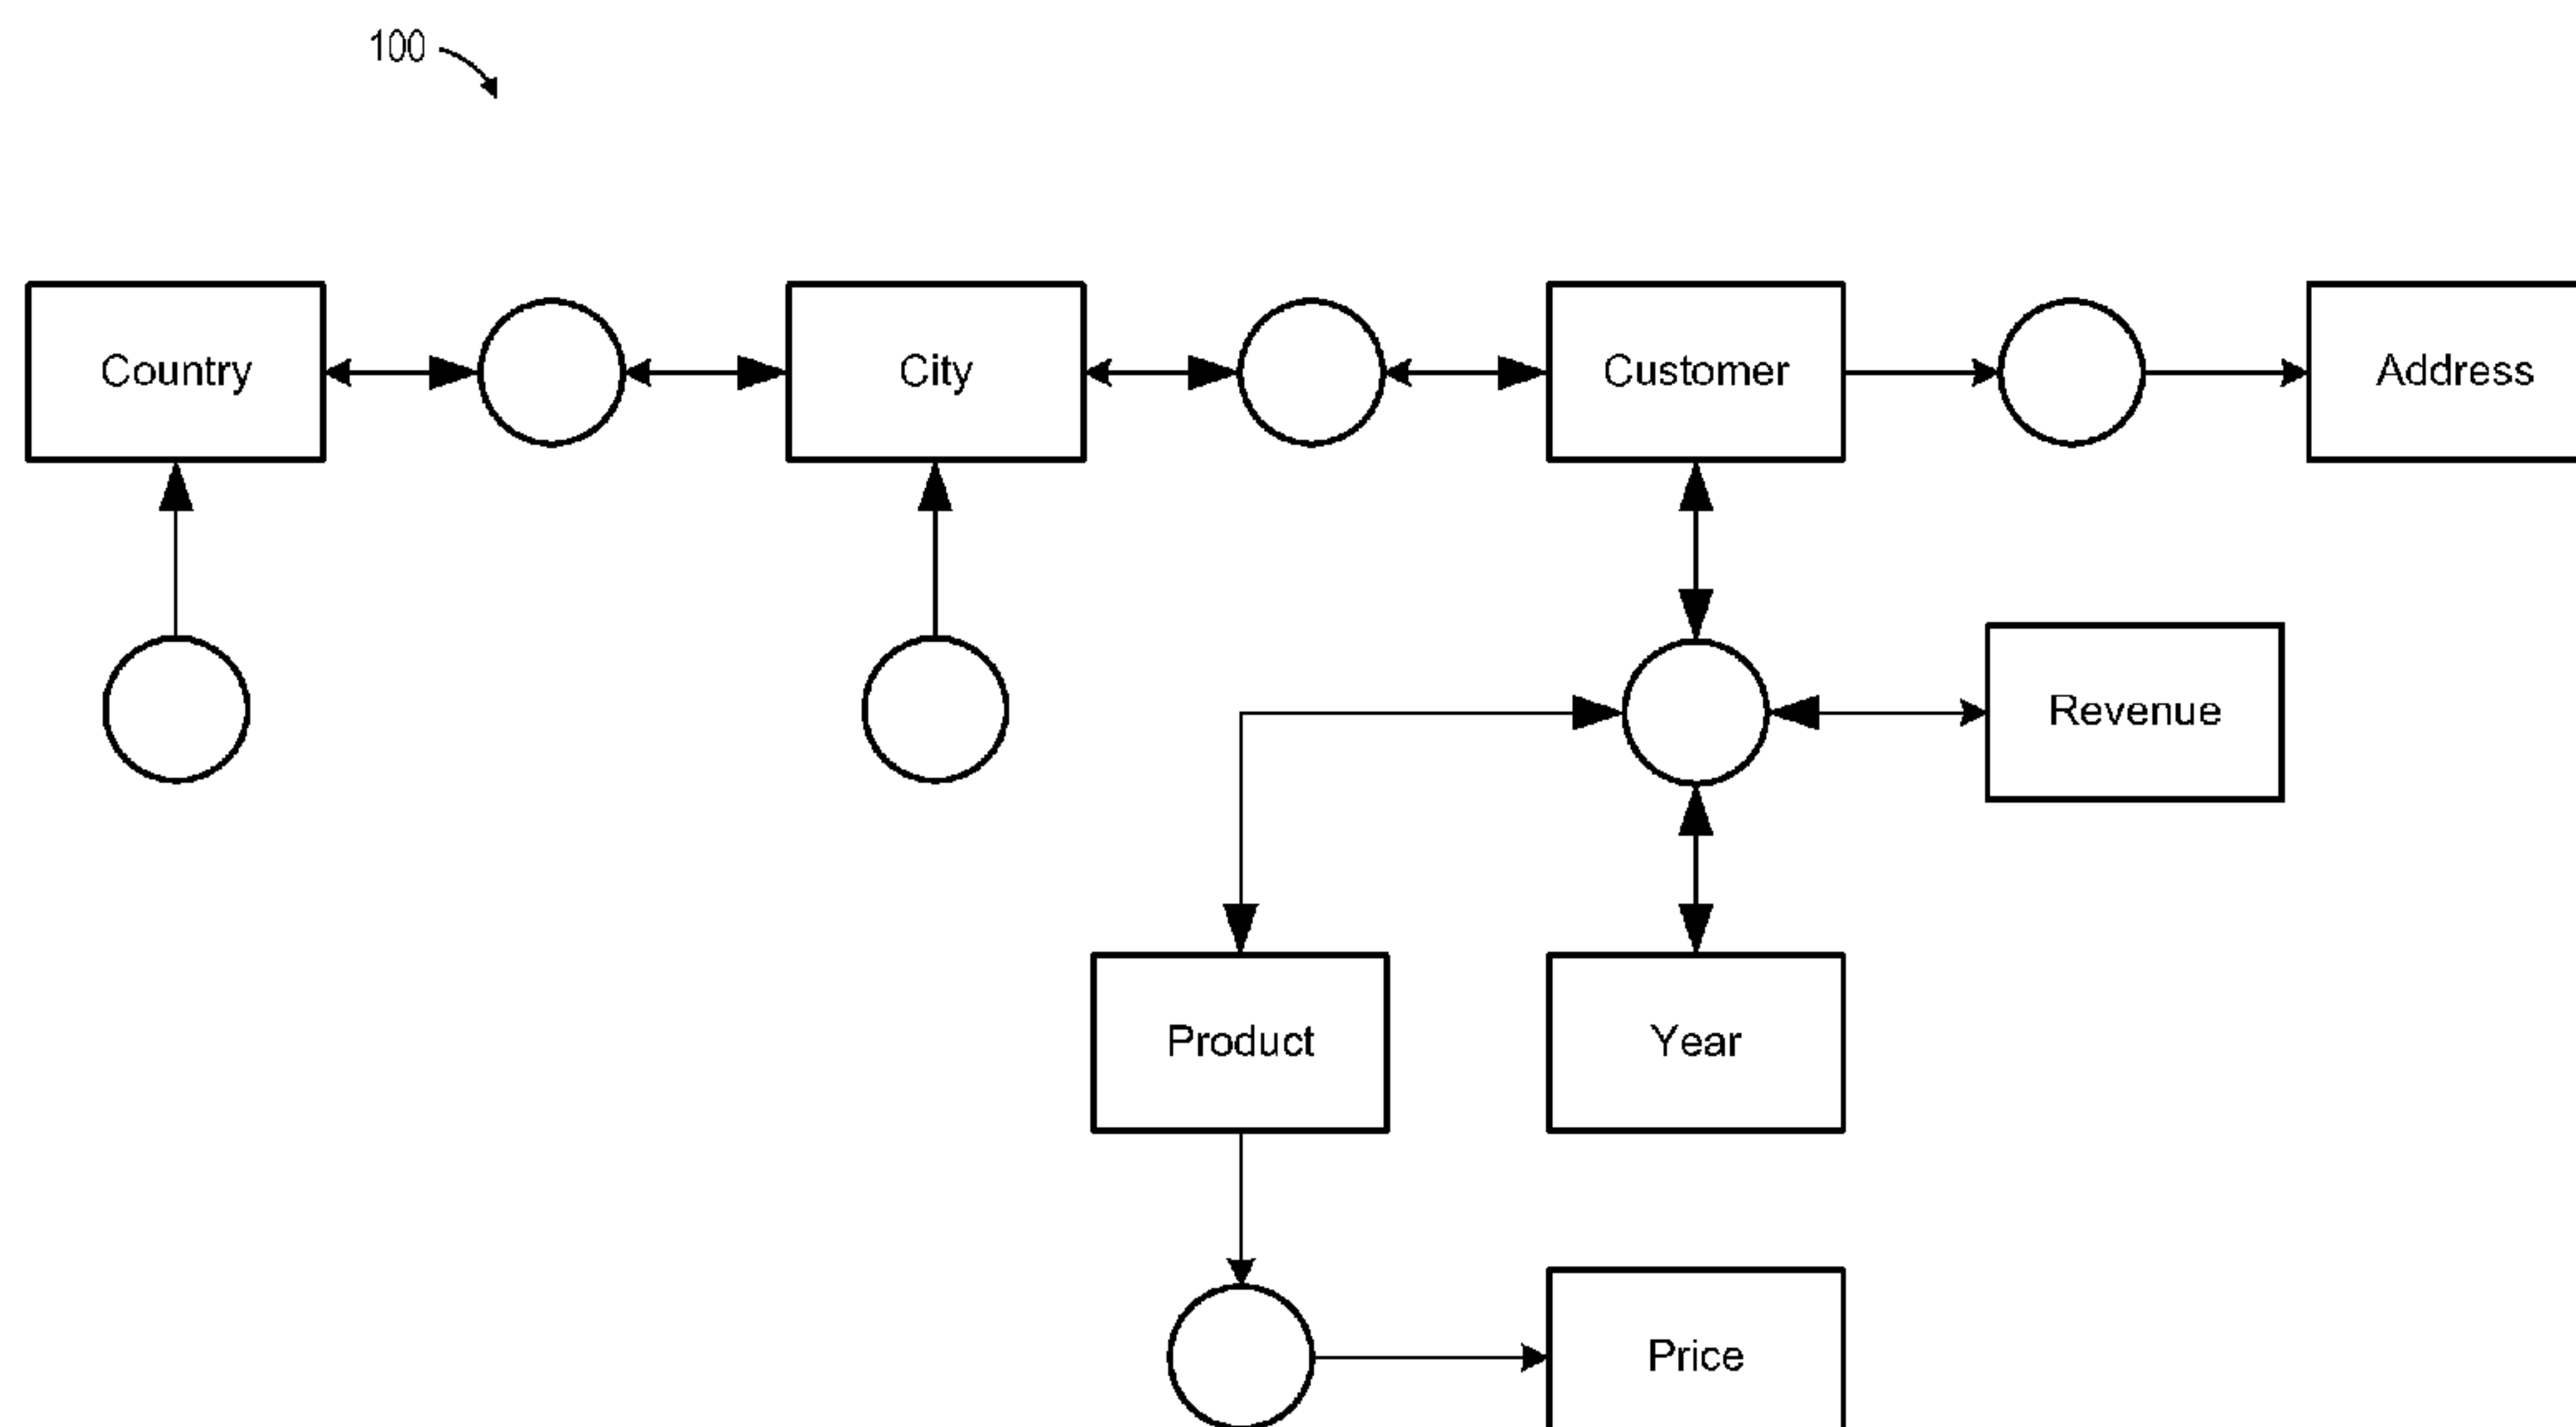 100
Country
City
Customer
Address
Revenue
Product
Year
Price